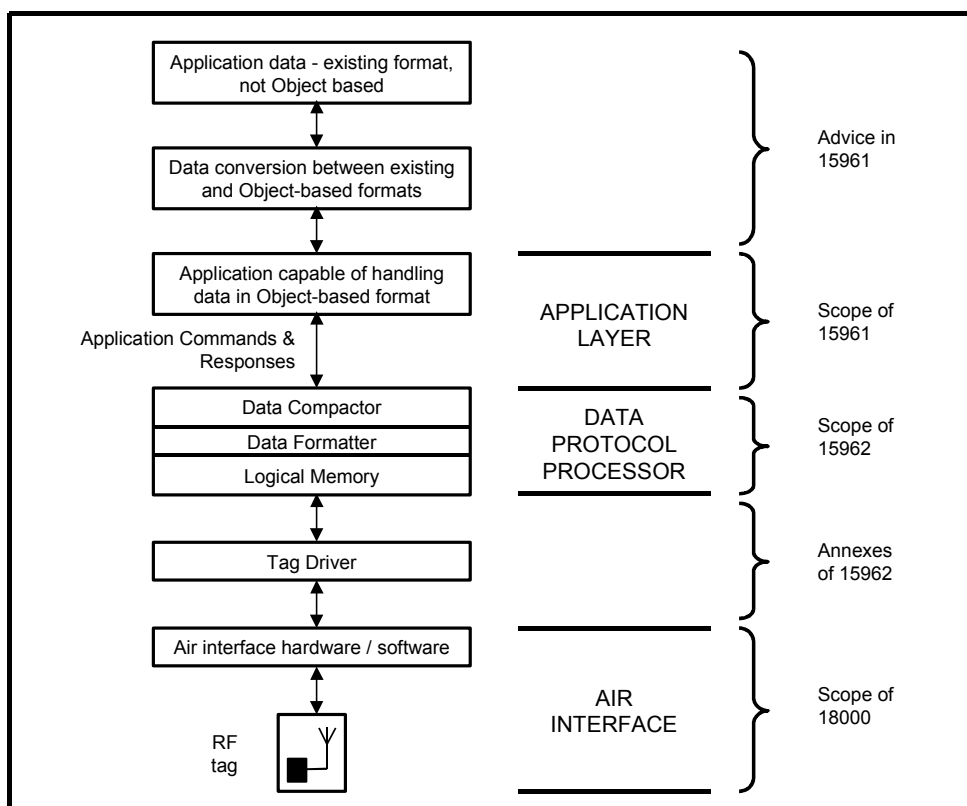 Application data - existing format,
not Object based
Advice in
15961
Data conversion between existing
and Object-based formats
Application capable of handling
data in Object-based format
APPLICATION
LAYER
Scope of
15961
Application Commands &
Responses
Data Compactor
Data Formatter
Logical Memory
DATA
PROTOCOL
PROCESSOR
Scope of
15962
Tag Driver
Annexes
of 15962
Air interface hardware / software
AIR
INTERFACE
Scope of
18000
RF
tag